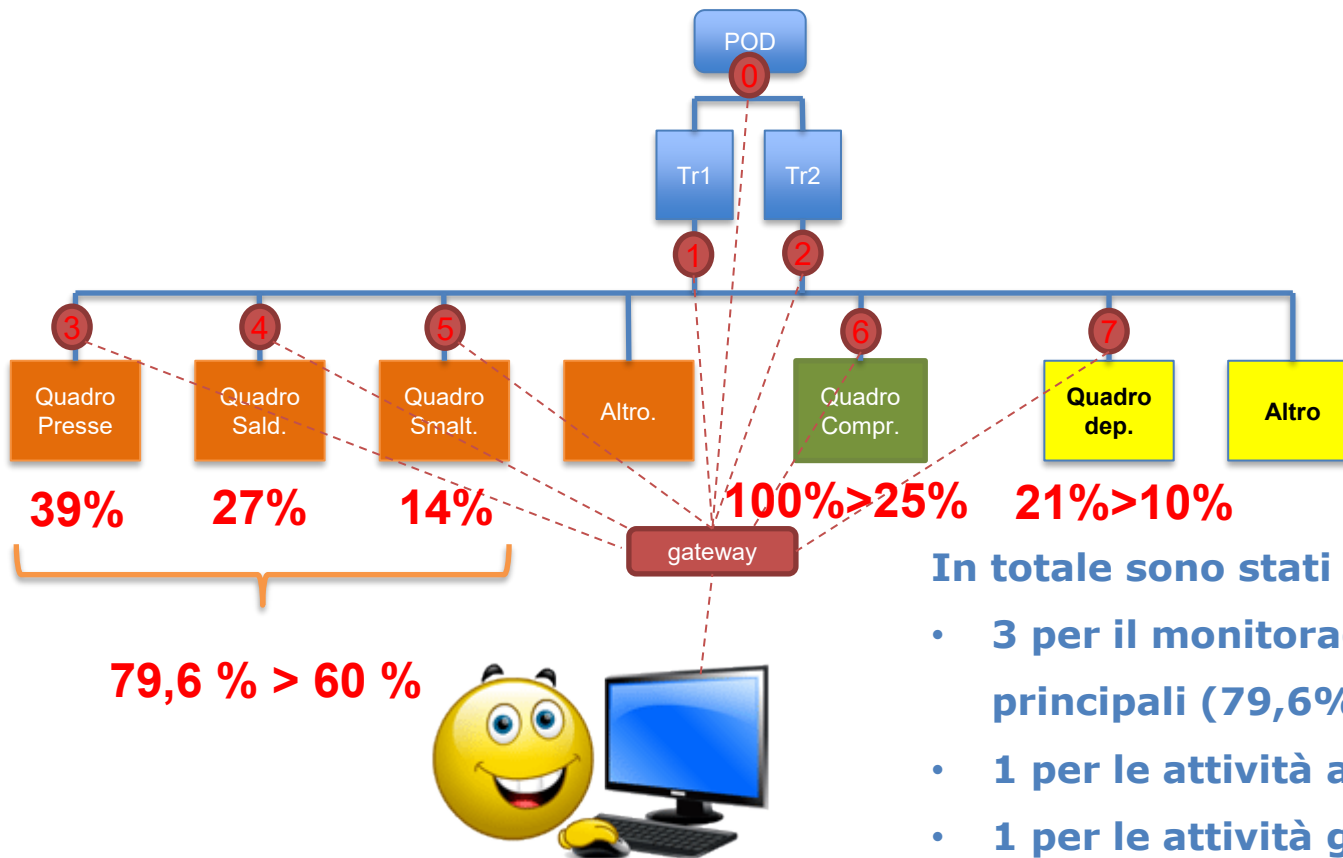 POD
0
Tr1
Tr2
1
2
3
4
5
6
7
Quadro
Presse
Quadro
Sald.
Quadro
Smalt.
Altro.
Quadro
Compr.
Quadro
dep.
Altro
39%
27%
14%
100%>25%
21%>10%
gateway
79,6 % > 60 %
In totale sono stati
• 3 per il monitora
principali (79,6%
• 1 per le attività a
• 1 per le attività g